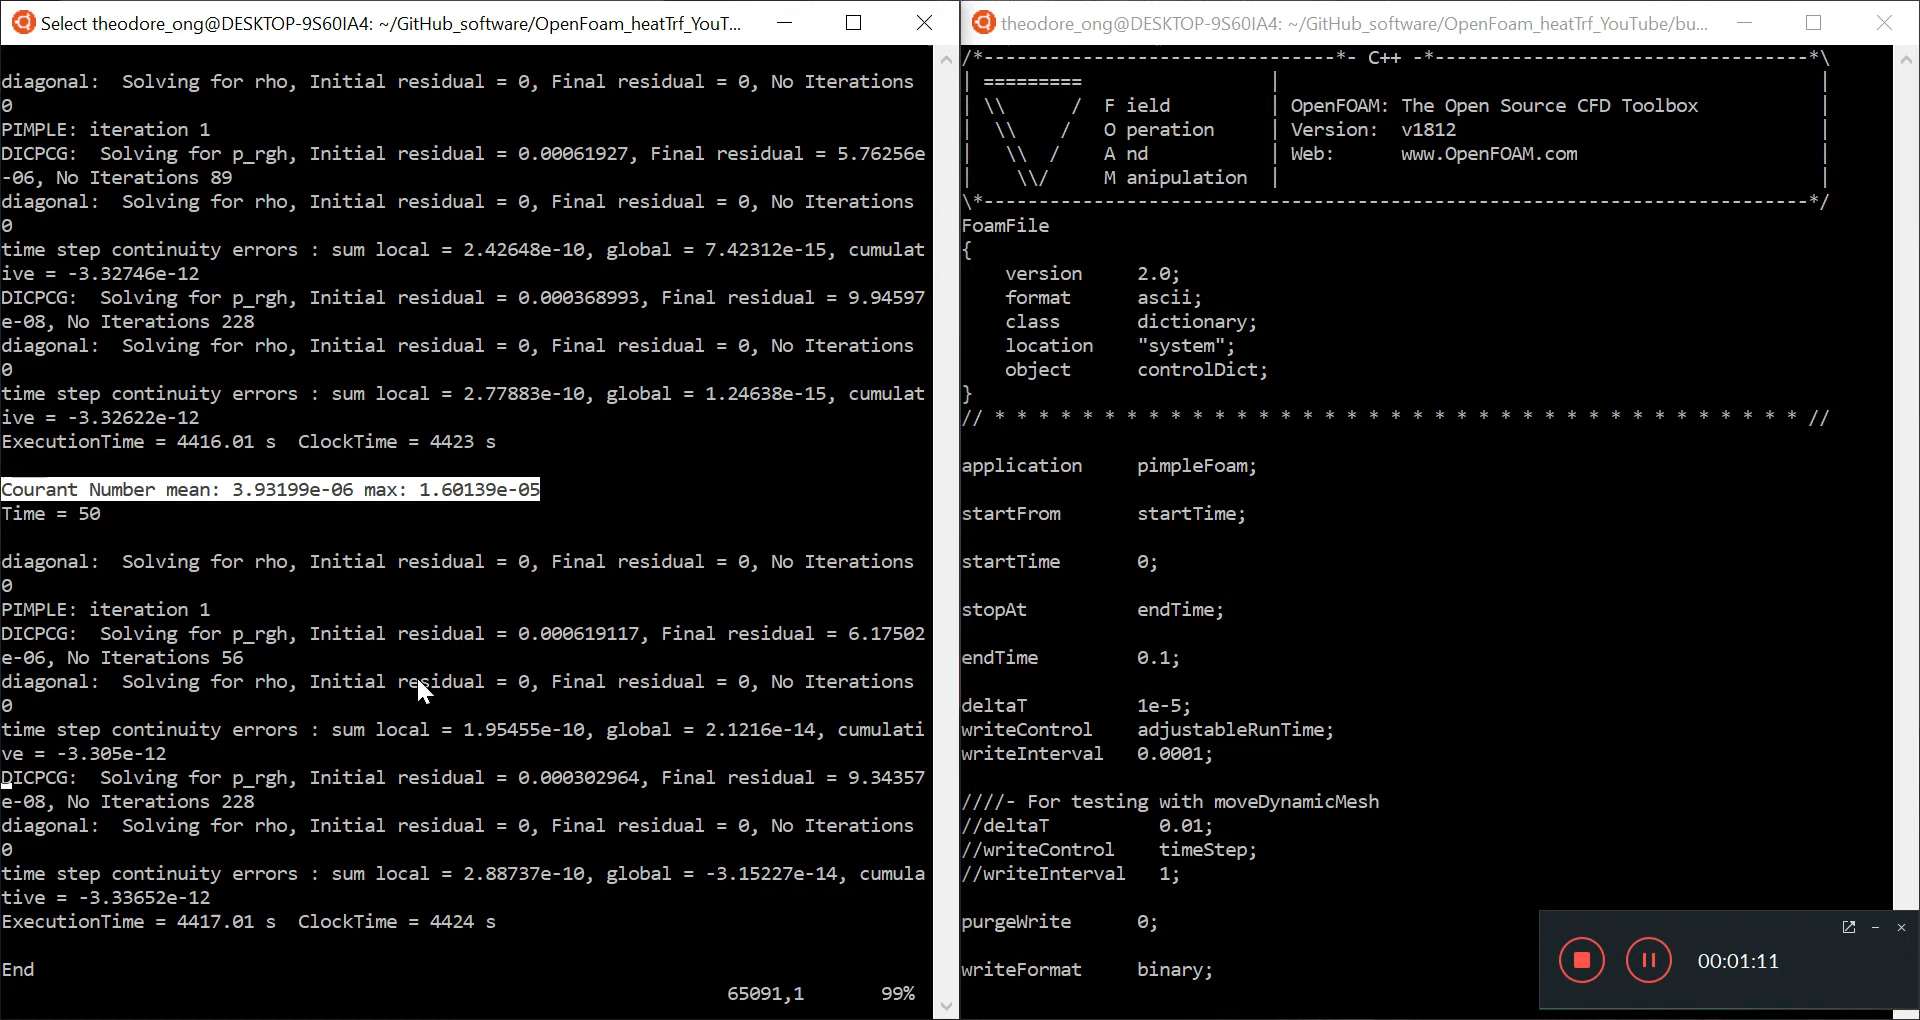 Select theodore_ong@DESKTOP-9S60IA4: ~/GitHub_software/OpenFoam_heatTrf_YouT...
diagonal:  Solving for rho, Initial residual = 0, Final residual = 0, No Iterations
0
PIMPLE: iteration 1
DICPCG:  Solving for p_rgh, Initial residual = 0.00061927, Final residual = 5.76256e
-06, No Iterations 89
diagonal:  Solving for rho, Initial residual = 0, Final residual = 0, No Iterations
0
time step continuity errors : sum local = 2.42648e-10, global = 7.42312e-15, cumulat
ive = -3.32746e-12
DICPCG:  Solving for p_rgh, Initial residual = 0.000368993, Final residual = 9.94597
e-08, No Iterations 228
diagonal:  Solving for rho, Initial residual = 0, Final residual = 0, No Iterations
0
time step continuity errors : sum local = 2.77883e-10, global = 1.24638e-15, cumulat
ive = -3.32622e-12
ExecutionTime = 4416.01 s  ClockTime = 4423 s
Courant Number mean: 3.93199e-06 max: 1.60139e-05
Time = 50
diagonal:  Solving for rho, Initial residual = 0, Final residual = 0, No Iterations
0
PIMPLE: iteration 1
DICPCG:  Solving for p_rgh, Initial residual = 0.000619117, Final residual = 6.17502
e-06, No Iterations 56
diagonal:  Solving for rho, Initial residual = 0, Final residual = 0, No Iterations
0
time step continuity errors : sum local = 1.95455e-10, global = 2.1216e-14, cumulati
ve = -3.305e-12
DICPCG:  Solving for p_rgh, Initial residual = 0.000302964, Final residual = 9.34357
e-08, No Iterations 228
diagonal:  Solving for rho, Initial residual = 0, Final residual = 0, No Iterations
0
time step continuity errors : sum local = 2.88737e-10, global = -3.15227e-14, cumula
tive = -3.33652e-12
ExecutionTime = 4417.01 s  ClockTime = 4424 s
End
65091,1       99%
theodore_ong@DESKTOP-9S60IA4: ~/GitHub_software/OpenFoam_heatTrf_YouTube/bu...
/*--------------------------------*- C++ -*----------------------------------*\
| =========                 |                                                 |
| \\      /  F ield         | OpenFOAM: The Open Source CFD Toolbox           |
|  \\    /   O peration     | Version:  v1812                                 |
|   \\  /    A nd           | Web:      www.OpenFOAM.com                      |
|    \\/     M anipulation  |                                                 |
\*---------------------------------------------------------------------------*/
FoamFile
{
    version     2.0;
    format      ascii;
    class       dictionary;
    location    "system";
    object      controlDict;
}
// * * * * * * * * * * * * * * * * * * * * * * * * * * * * * * * * * * * * * //
application     pimpleFoam;
startFrom       startTime;
startTime       0;
stopAt          endTime;
endTime         0.1;
deltaT          1e-5;
writeControl    adjustableRunTime;
writeInterval   0.0001;
////- For testing with moveDynamicMesh
//deltaT          0.01;
//writeControl    timeStep;
//writeInterval   1;
purgeWrite      0;
writeFormat     binary;
00:01:11